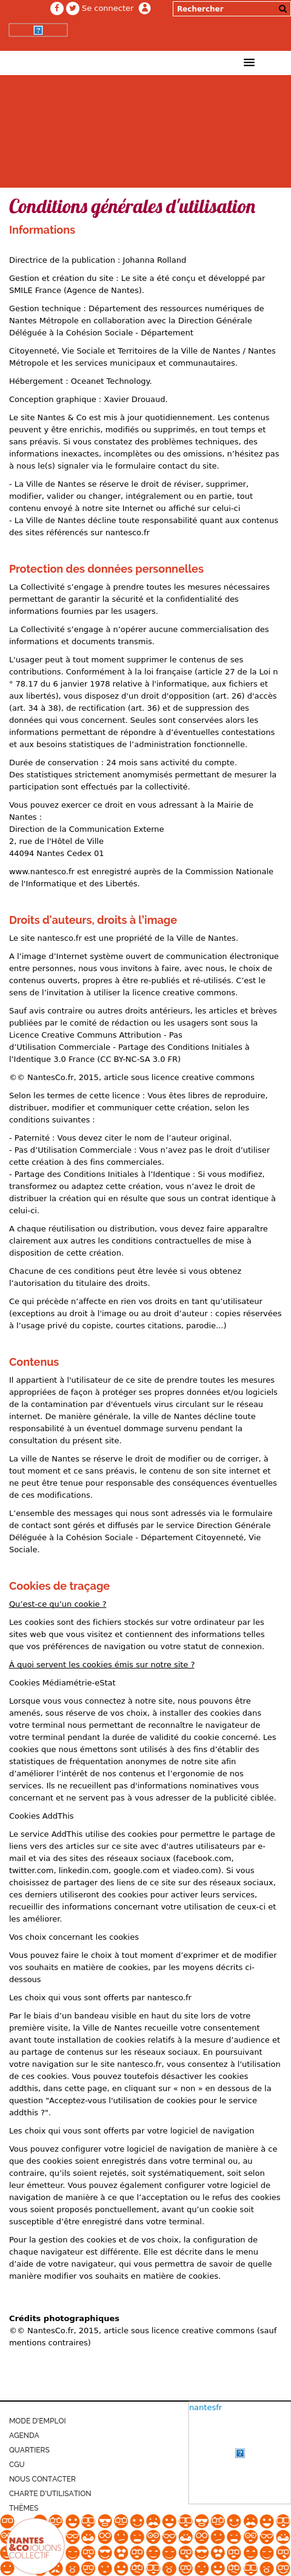 Se connecter
Rechercher
Conditions générales d'utilisation
Informations
Directrice de la publication : Johanna Rolland
Gestion et création du site : Le site a été conçu et développé par
SMILE France (Agence de Nantes).
Gestion technique : Département des ressources numériques de
Nantes Métropole en collaboration avec la Direction Générale
Déléguée à la Cohésion Sociale - Département
Citoyenneté, Vie Sociale et Territoires de la Ville de Nantes / Nantes
Métropole et les services municipaux et communautaires.
Hébergement : Oceanet Technology.
Conception graphique : Xavier Drouaud.
Le site Nantes & Co est mis à jour quotidiennement. Les contenus
peuvent y être enrichis, modifiés ou supprimés, en tout temps et
sans préavis. Si vous constatez des problèmes techniques, des
informations inexactes, incomplètes ou des omissions, n’hésitez pas
à nous le(s) signaler via le formulaire contact du site.
- La Ville de Nantes se réserve le droit de réviser, supprimer,
modifier, valider ou changer, intégralement ou en partie, tout
contenu envoyé à notre site Internet ou affiché sur celui-ci
- La Ville de Nantes décline toute responsabilité quant aux contenus
des sites référencés sur nantesco.fr
Protection des données personnelles
La Collectivité s’engage à prendre toutes les mesures nécessaires
permettant de garantir la sécurité et la confidentialité des
informations fournies par les usagers.
La Collectivité s’engage à n’opérer aucune commercialisation des
informations et documents transmis.
L'usager peut à tout moment supprimer le contenus de ses
contributions. Conformément à la loi française (article 27 de la Loi n
° 78.17 du 6 janvier 1978 relative à l'informatique, aux fichiers et
aux libertés), vous disposez d'un droit d'opposition (art. 26) d'accès
(art. 34 à 38), de rectification (art. 36) et de suppression des
données qui vous concernent. Seules sont conservées alors les
informations permettant de répondre à d’éventuelles contestations
et aux besoins statistiques de l’administration fonctionnelle.
Durée de conservation : 24 mois sans activité du compte.
Des statistiques strictement anonymisés permettant de mesurer la
participation sont effectués par la collectivité.
Vous pouvez exercer ce droit en vous adressant à la Mairie de
Nantes :
Direction de la Communication Externe
2, rue de l'Hôtel de Ville
44094 Nantes Cedex 01
www.nantesco.fr est enregistré auprès de la Commission Nationale
de l'Informatique et des Libertés.
Droits d’auteurs, droits à l’image
Le site nantesco.fr est une propriété de la Ville de Nantes.
A l’image d’Internet système ouvert de communication électronique
entre personnes, nous vous invitons à faire, avec nous, le choix de
contenus ouverts, propres à être re-publiés et ré-utilisés. C’est le
sens de l’invitation à utiliser la licence creative commons.
Sauf avis contraire ou autres droits antérieurs, les articles et brèves
publiées par le comité de rédaction ou les usagers sont sous la
Licence Creative Commons Attribution - Pas
d’Utilisation Commerciale - Partage des Conditions Initiales à
l’Identique 3.0 France (CC BY-NC-SA 3.0 FR)
©© NantesCo.fr, 2015, article sous licence creative commons
Selon les termes de cette licence : Vous êtes libres de reproduire,
distribuer, modifier et communiquer cette création, selon les
conditions suivantes :
- Paternité : Vous devez citer le nom de l’auteur original.
- Pas d’Utilisation Commerciale : Vous n’avez pas le droit d’utiliser
cette création à des fins commerciales.
- Partage des Conditions Initiales à l’Identique : Si vous modifiez,
transformez ou adaptez cette création, vous n’avez le droit de
distribuer la création qui en résulte que sous un contrat identique à
celui-ci.
A chaque réutilisation ou distribution, vous devez faire apparaître
clairement aux autres les conditions contractuelles de mise à
disposition de cette création.
Chacune de ces conditions peut être levée si vous obtenez
l’autorisation du titulaire des droits.
Ce qui précède n’affecte en rien vos droits en tant qu’utilisateur
(exceptions au droit à l'image ou au droit d’auteur : copies réservées
à l’usage privé du copiste, courtes citations, parodie...)
Contenus
Il appartient à l'utilisateur de ce site de prendre toutes les mesures
appropriées de façon à protéger ses propres données et/ou logiciels
de la contamination par d'éventuels virus circulant sur le réseau
internet. De manière générale, la ville de Nantes décline toute
responsabilité à un éventuel dommage survenu pendant la
consultation du présent site.
La ville de Nantes se réserve le droit de modifier ou de corriger, à
tout moment et ce sans préavis, le contenu de son site internet et
ne peut être tenue pour responsable des conséquences éventuelles
de ces modifications.
L’ensemble des messages qui nous sont adressés via le formulaire
de contact sont gérés et diffusés par le service Direction Générale
Déléguée à la Cohésion Sociale - Département Citoyenneté, Vie
Sociale.
Cookies de traçage
Qu’est-ce qu’un cookie ?
Les cookies sont des fichiers stockés sur votre ordinateur par les
sites web que vous visitez et contiennent des informations telles
que vos préférences de navigation ou votre statut de connexion.
À quoi servent les cookies émis sur notre site ?
Cookies Médiamétrie-eStat
Lorsque vous vous connectez à notre site, nous pouvons être
amenés, sous réserve de vos choix, à installer des cookies dans
votre terminal nous permettant de reconnaître le navigateur de
votre terminal pendant la durée de validité du cookie concerné. Les
cookies que nous émettons sont utilisés à des fins d’établir des
statistiques de fréquentation anonymes de notre site afin
d’améliorer l’intérêt de nos contenus et l’ergonomie de nos
services. Ils ne recueillent pas d'informations nominatives vous
concernant et ne servent pas à vous adresser de la publicité ciblée.
Cookies AddThis
Le service AddThis utilise des cookies pour permettre le partage de
liens vers des articles sur ce site avec d'autres utilisateurs par e-
mail et via des sites des réseaux sociaux (facebook.com,
twitter.com, linkedin.com, google.com et viadeo.com). Si vous
choisissez de partager des liens de ce site sur des réseaux sociaux,
ces derniers utiliseront des cookies pour activer leurs services,
recueillir des informations concernant votre utilisation de ceux-ci et
les améliorer.
Vos choix concernant les cookies
Vous pouvez faire le choix à tout moment d’exprimer et de modifier
vos souhaits en matière de cookies, par les moyens décrits ci-
dessous
Les choix qui vous sont offerts par nantesco.fr
Par le biais d’un bandeau visible en haut du site lors de votre
première visite, la Ville de Nantes recueille votre consentement
avant toute installation de cookies relatifs à la mesure d’audience et
au partage de contenus sur les réseaux sociaux. En poursuivant
votre navigation sur le site nantesco.fr, vous consentez à l'utilisation
de ces cookies. Vous pouvez toutefois désactiver les cookies
addthis, dans cette page, en cliquant sur « non » en dessous de la
question "Acceptez-vous l'utilisation de cookies pour le service
addthis ?".
Les choix qui vous sont offerts par votre logiciel de navigation
Vous pouvez configurer votre logiciel de navigation de manière à ce
que des cookies soient enregistrés dans votre terminal ou, au
contraire, qu’ils soient rejetés, soit systématiquement, soit selon
leur émetteur. Vous pouvez également configurer votre logiciel de
navigation de manière à ce que l’acceptation ou le refus des cookies
vous soient proposés ponctuellement, avant qu’un cookie soit
susceptible d’être enregistré dans votre terminal.
Pour la gestion des cookies et de vos choix, la configuration de
chaque navigateur est différente. Elle est décrite dans le menu
d’aide de votre navigateur, qui vous permettra de savoir de quelle
manière modifier vos souhaits en matière de cookies.
Crédits photographiques
©© NantesCo.fr, 2015, article sous licence creative commons (sauf
mentions contraires)
nantesfr
MODE D'EMPLOI
AGENDA
QUARTIERS
CGU
NOUS CONTACTER
CHARTE D'UTILISATION
THÈMES
NANTES
&CO JOUONS
COLLECTIF